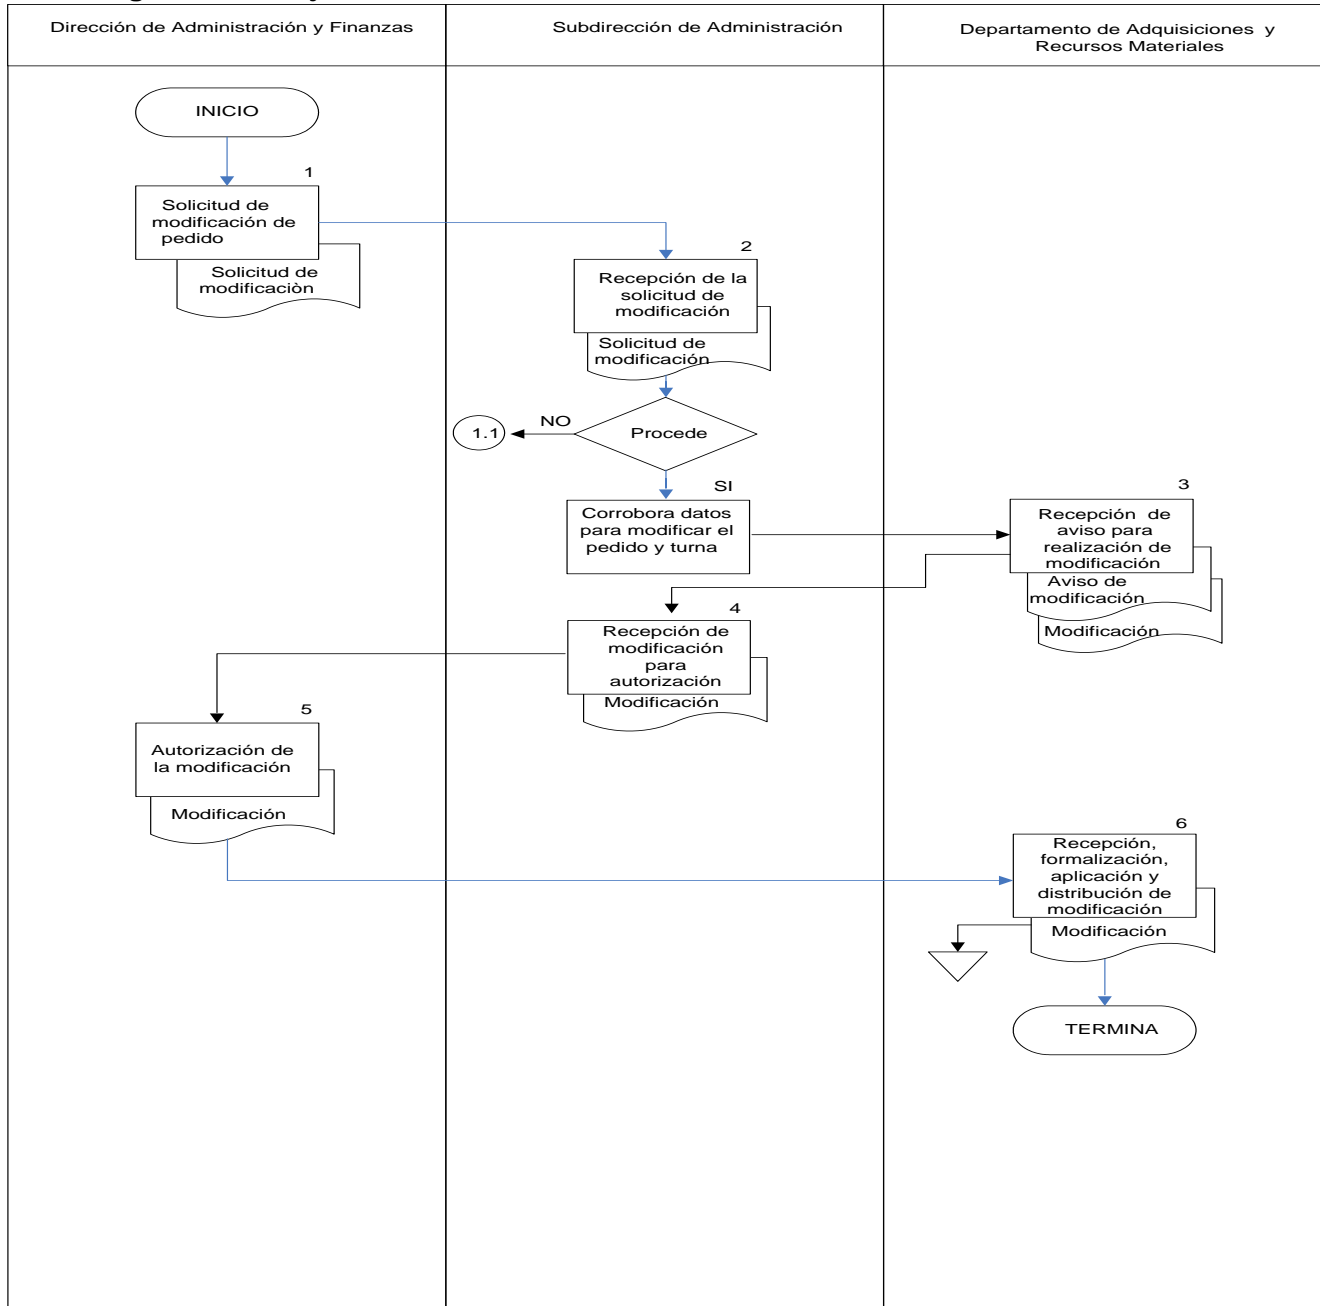 Dirección de Administración y Finanzas
Subdirección de Administración
Departamento de Adquisiciones y
Recursos Materiales
INICIO
1
Solicitud de
modificación de
pedido
Solicitud de
modificaciòn
2
Recepción de la
solicitud de
modificación
Solicitud de
modificación
Procede
NO
1.1
SI
Corrobora datos
para modificar el
pedido y turna
3
Recepción de
aviso para
realización de
modificación
Aviso de
modificación
Modificación
4
Recepción de
modificación
para
autorización
Modificación
5
Autorización de
la modificación
Modificación
6
Recepción,
formalización,
aplicación y
distribución de
modificación
Modificación
TERMINA